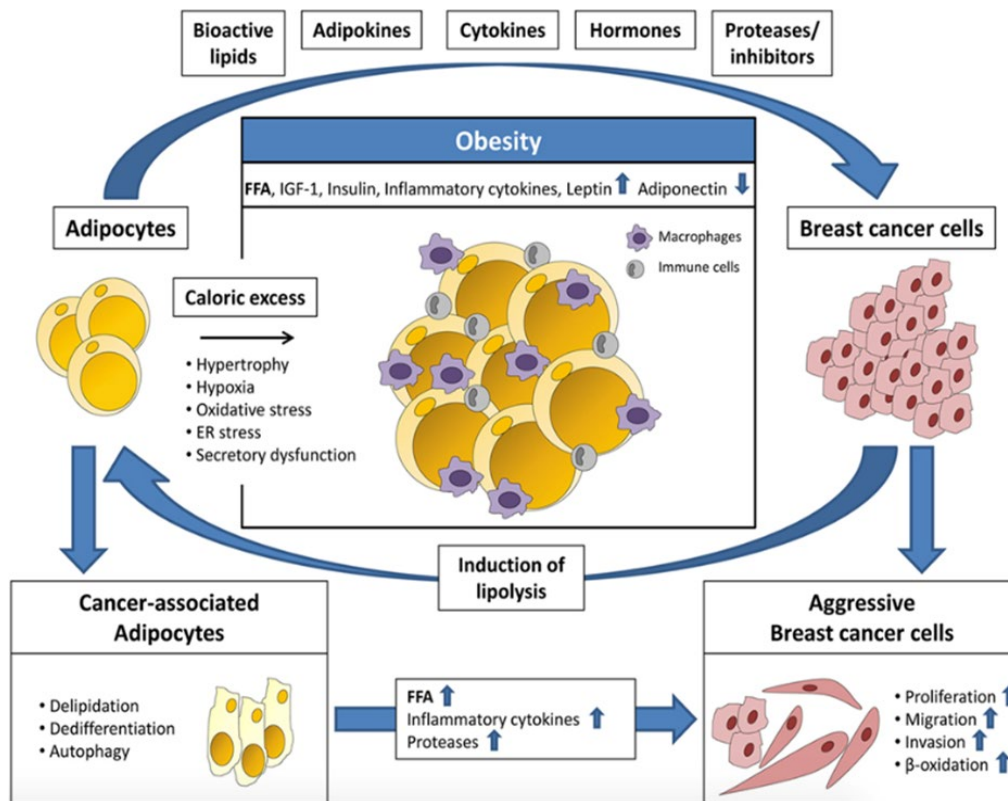 Bioactive
lipids
Adipokines
Cytokines
Hormones
Proteases/
inhibitors
Obesity
FFA, IGF-1, Insulin, Inflammatory cytokines, Leptin ⬆ Adiponectin ⬇
Adipocytes
Breast cancer cells
Macrophages
Immune cells
Caloric excess
• Hypertrophy
• Hypoxia
• Oxidative stress
• ER stress
• Secretory dysfunction
Induction of
lipolysis
Cancer-associated
Adipocytes
• Delipidation
• Dedifferentiation
• Autophagy
FFA ⬆
Inflammatory cytokines ⬆
Proteases ⬆
Aggressive
Breast cancer cells
• Proliferation ⬆
• Migration ⬆
• Invasion ⬆
• β-oxidation ⬆